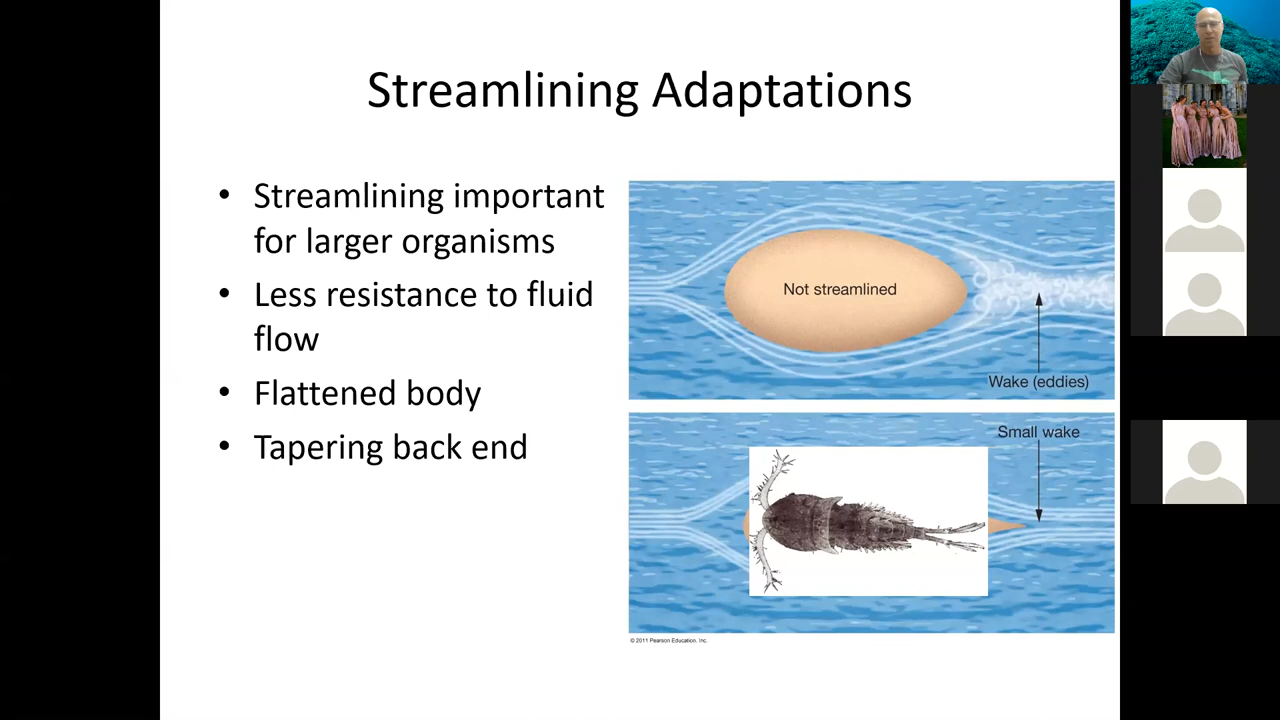 Streamlining Adaptations
• Streamlining important
for larger organisms
• Less resistance to fluid
flow
• Flattened body
• Tapering back end
Not streamlined
Wake (eddies)
Small wake
© 2011 Pearson Education, Inc.